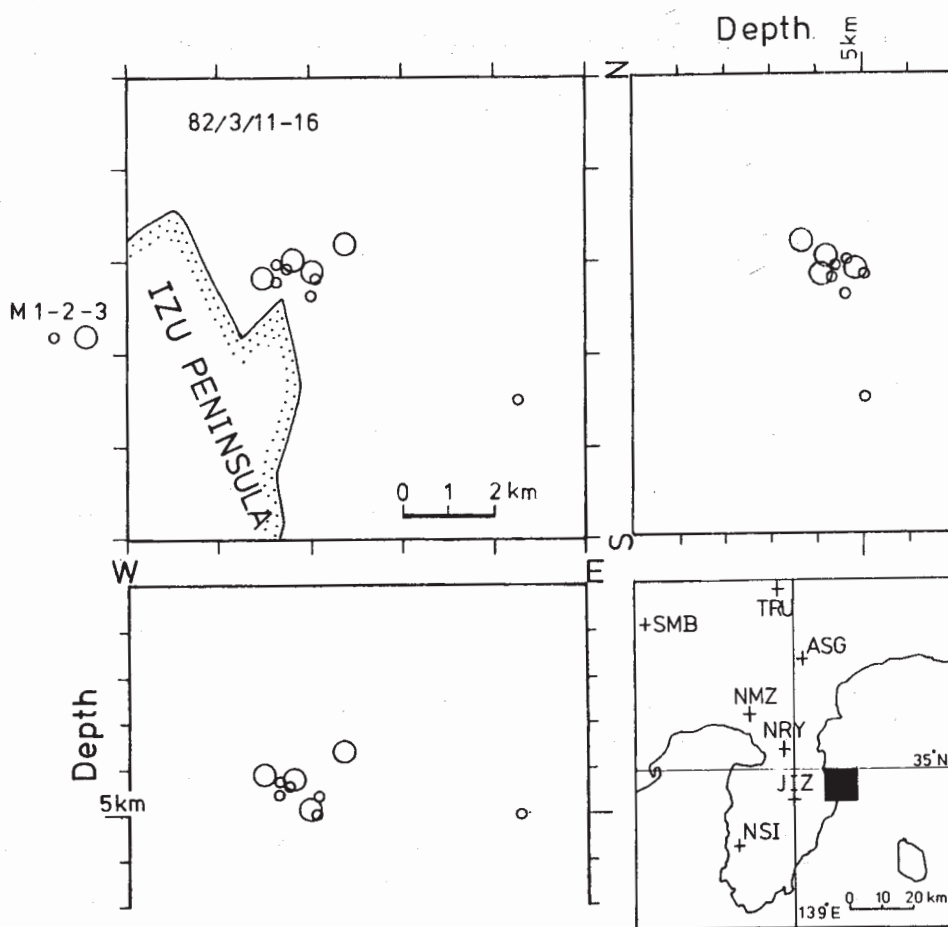 Depth
5km
N
82/3/11-16
M 1-2-3
IZU PENINSULA
0 1 2 km
S
W
E
Depth
5km
TRU
+SMB
ASG
NMZ
NRY
35°N
JIZ
NSI
0 10 20 km
139°E